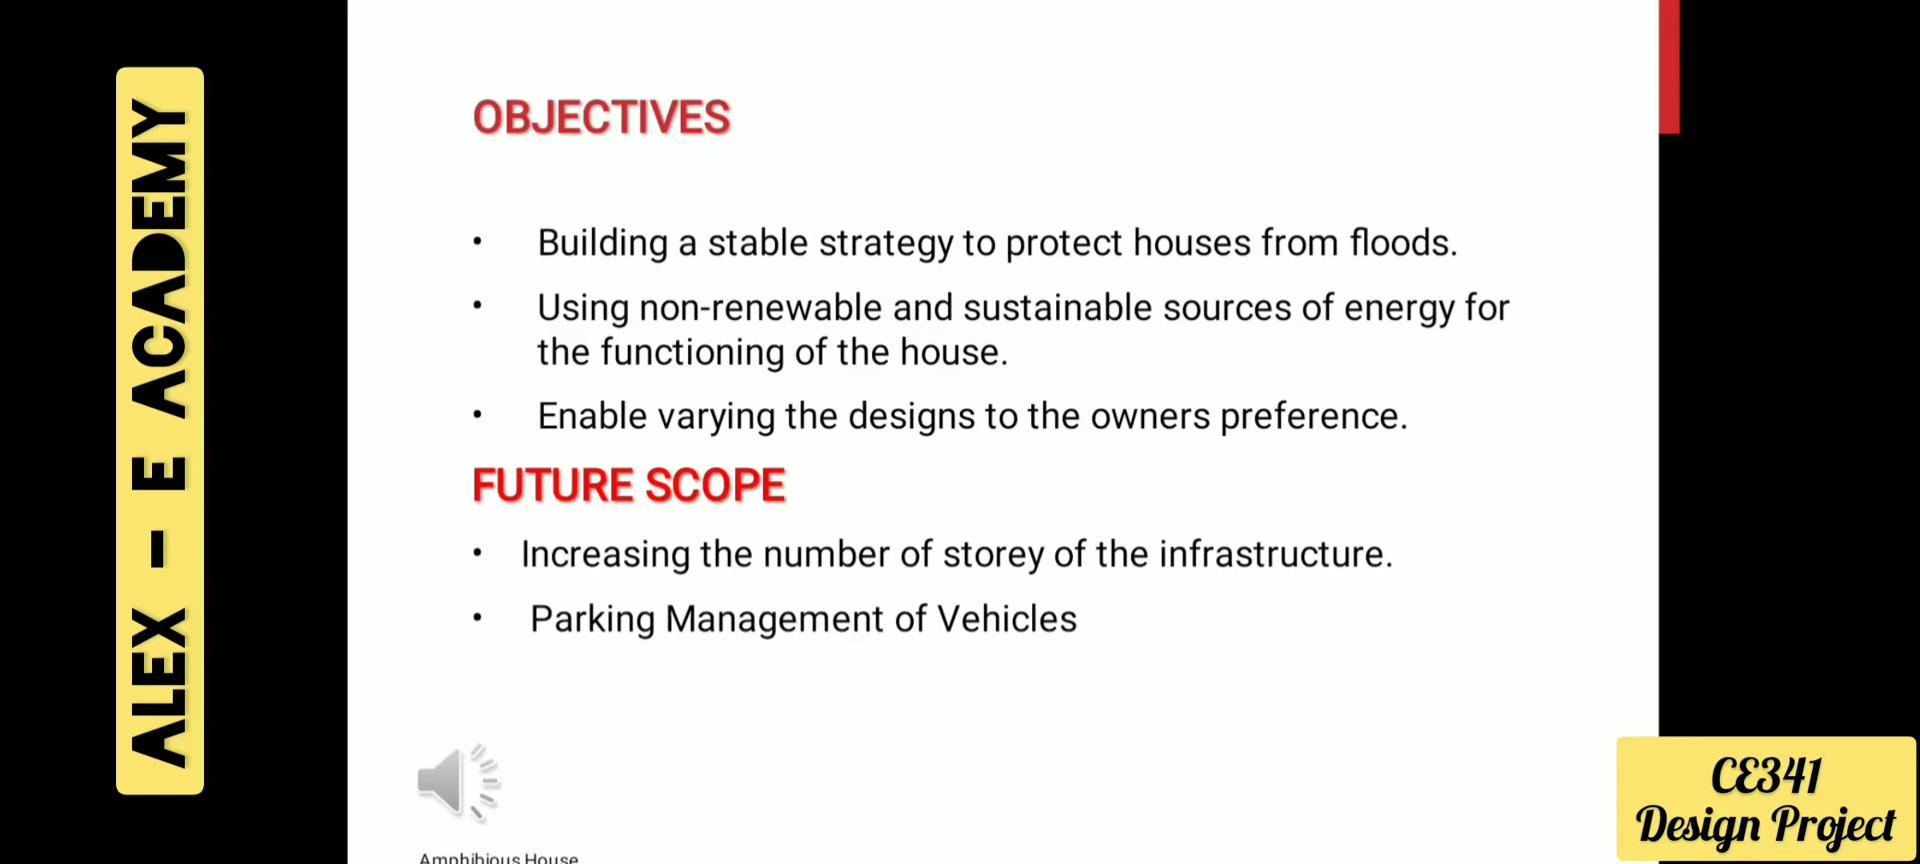 ALEX - E ACADEMY
OBJECTIVES
• Building a stable strategy to protect houses from floods.
• Using non-renewable and sustainable sources of energy for
the functioning of the house.
• Enable varying the designs to the owners preference.
FUTURE SCOPE
• Increasing the number of storey of the infrastructure.
• Parking Management of Vehicles
Amphibious House
CE341
Design Project